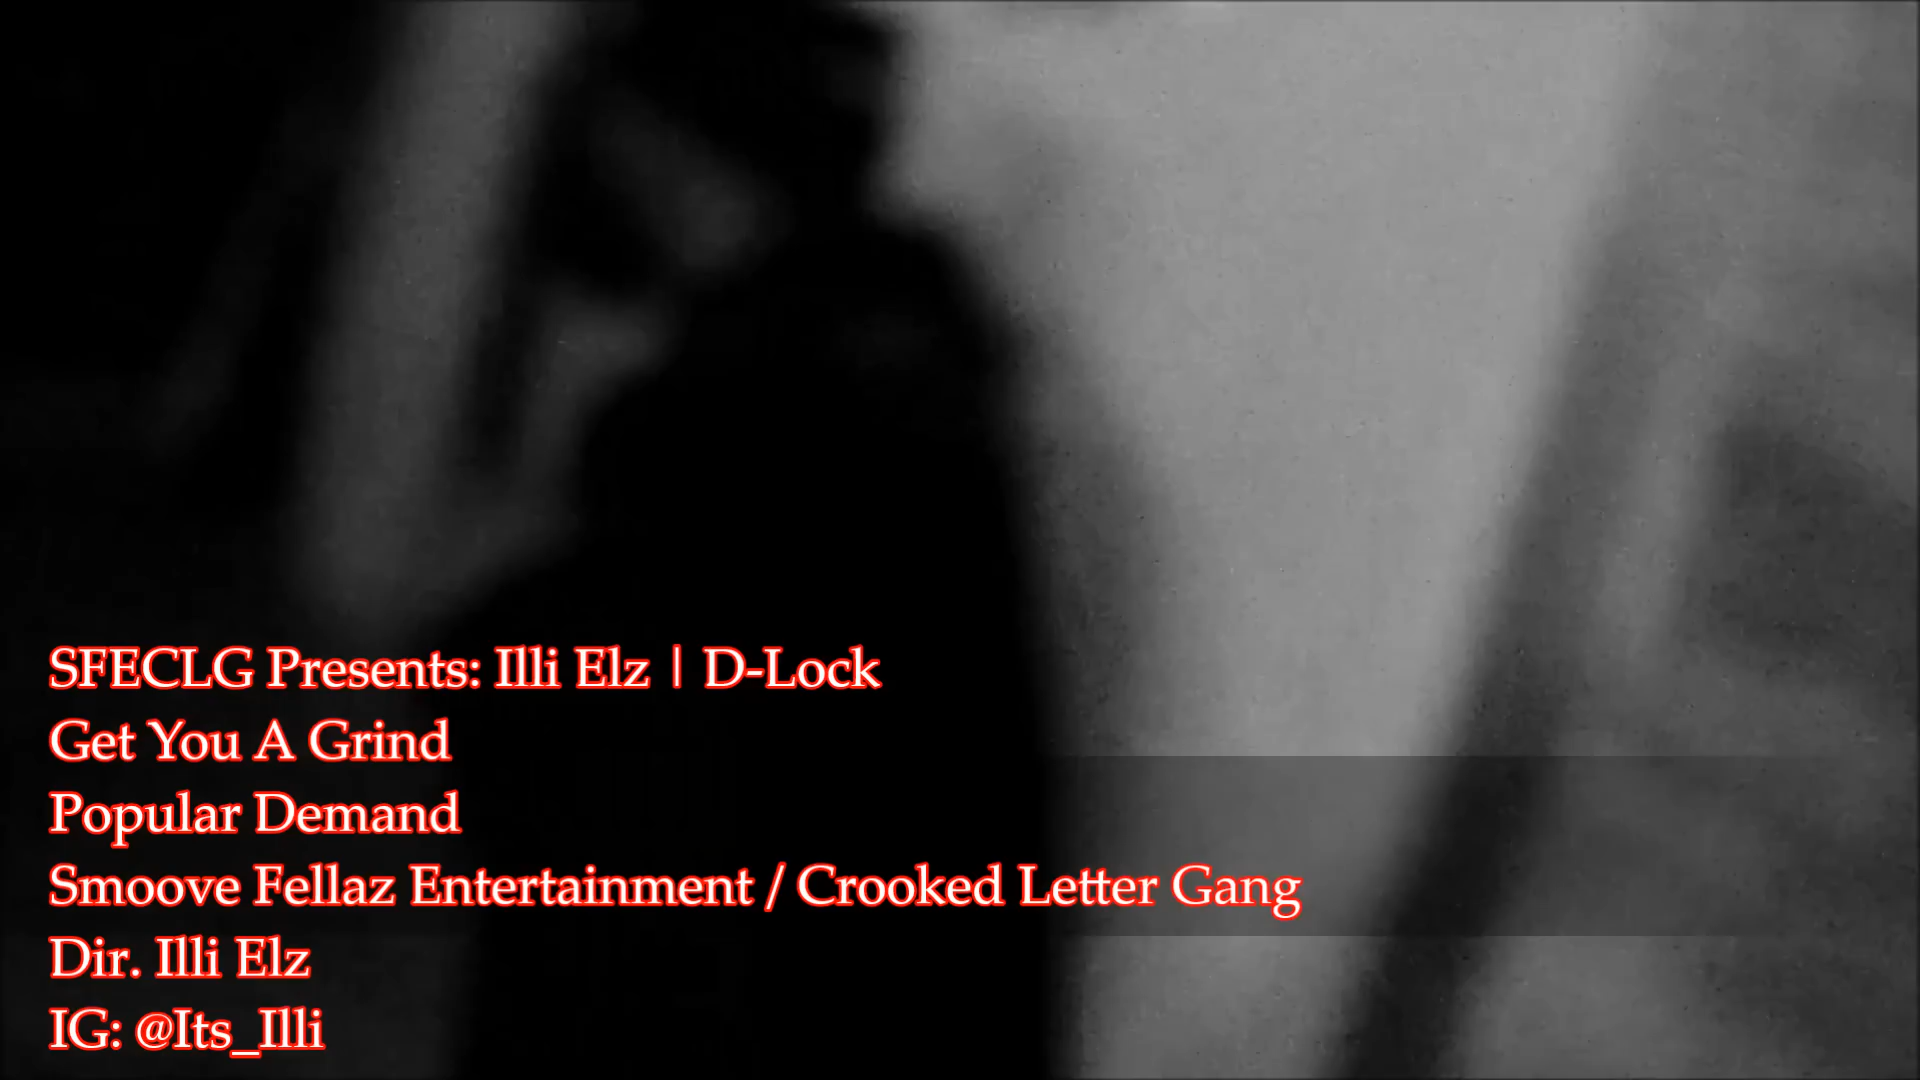 SFECLG Presents: Illi Elz | D-Lock
Get You A Grind
Popular Demand
Smoove Fellaz Entertainment / Crooked Letter Gang
Dir. Illi Elz
IG: @Its_Illi